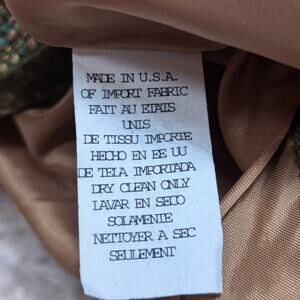 MADE IN U.S.A.
OF IMPORT FABRIC
FAIT AU ETAIS
UNIS
DE TISSU IMPORTE
HECHO EN EE UU
DE TELA IMPORTADA
DRY CLEAN ONLY
LAVAR EN SECO
SOLAMENTE
NETTOYER A SEC
SEULEMENT